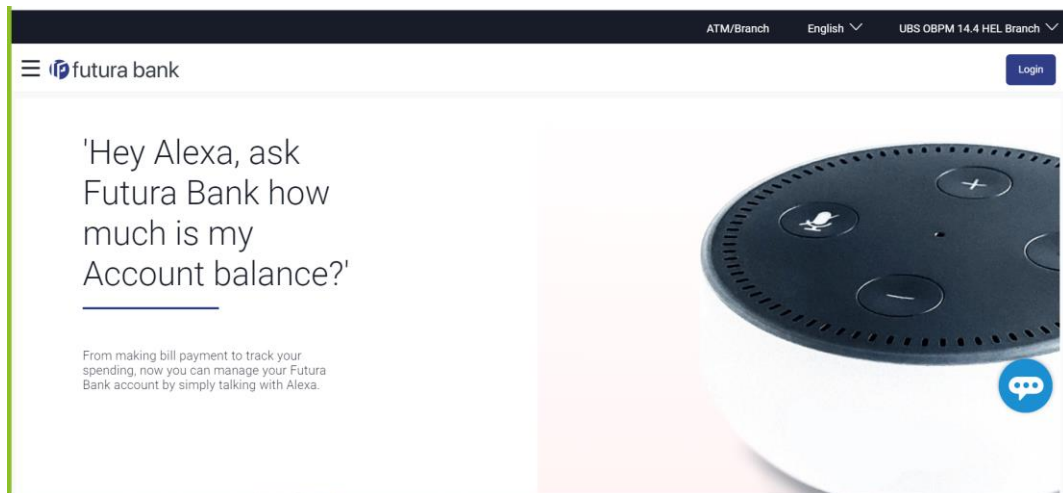 ATM/Branch English UBS OBPM 14.4 HEL Branch
futura bank
Login
'Hey Alexa, ask
Futura Bank how
much is my
Account balance?'
From making bill payment to track your
spending, now you can manage your Futura
Bank account by simply talking with Alexa.